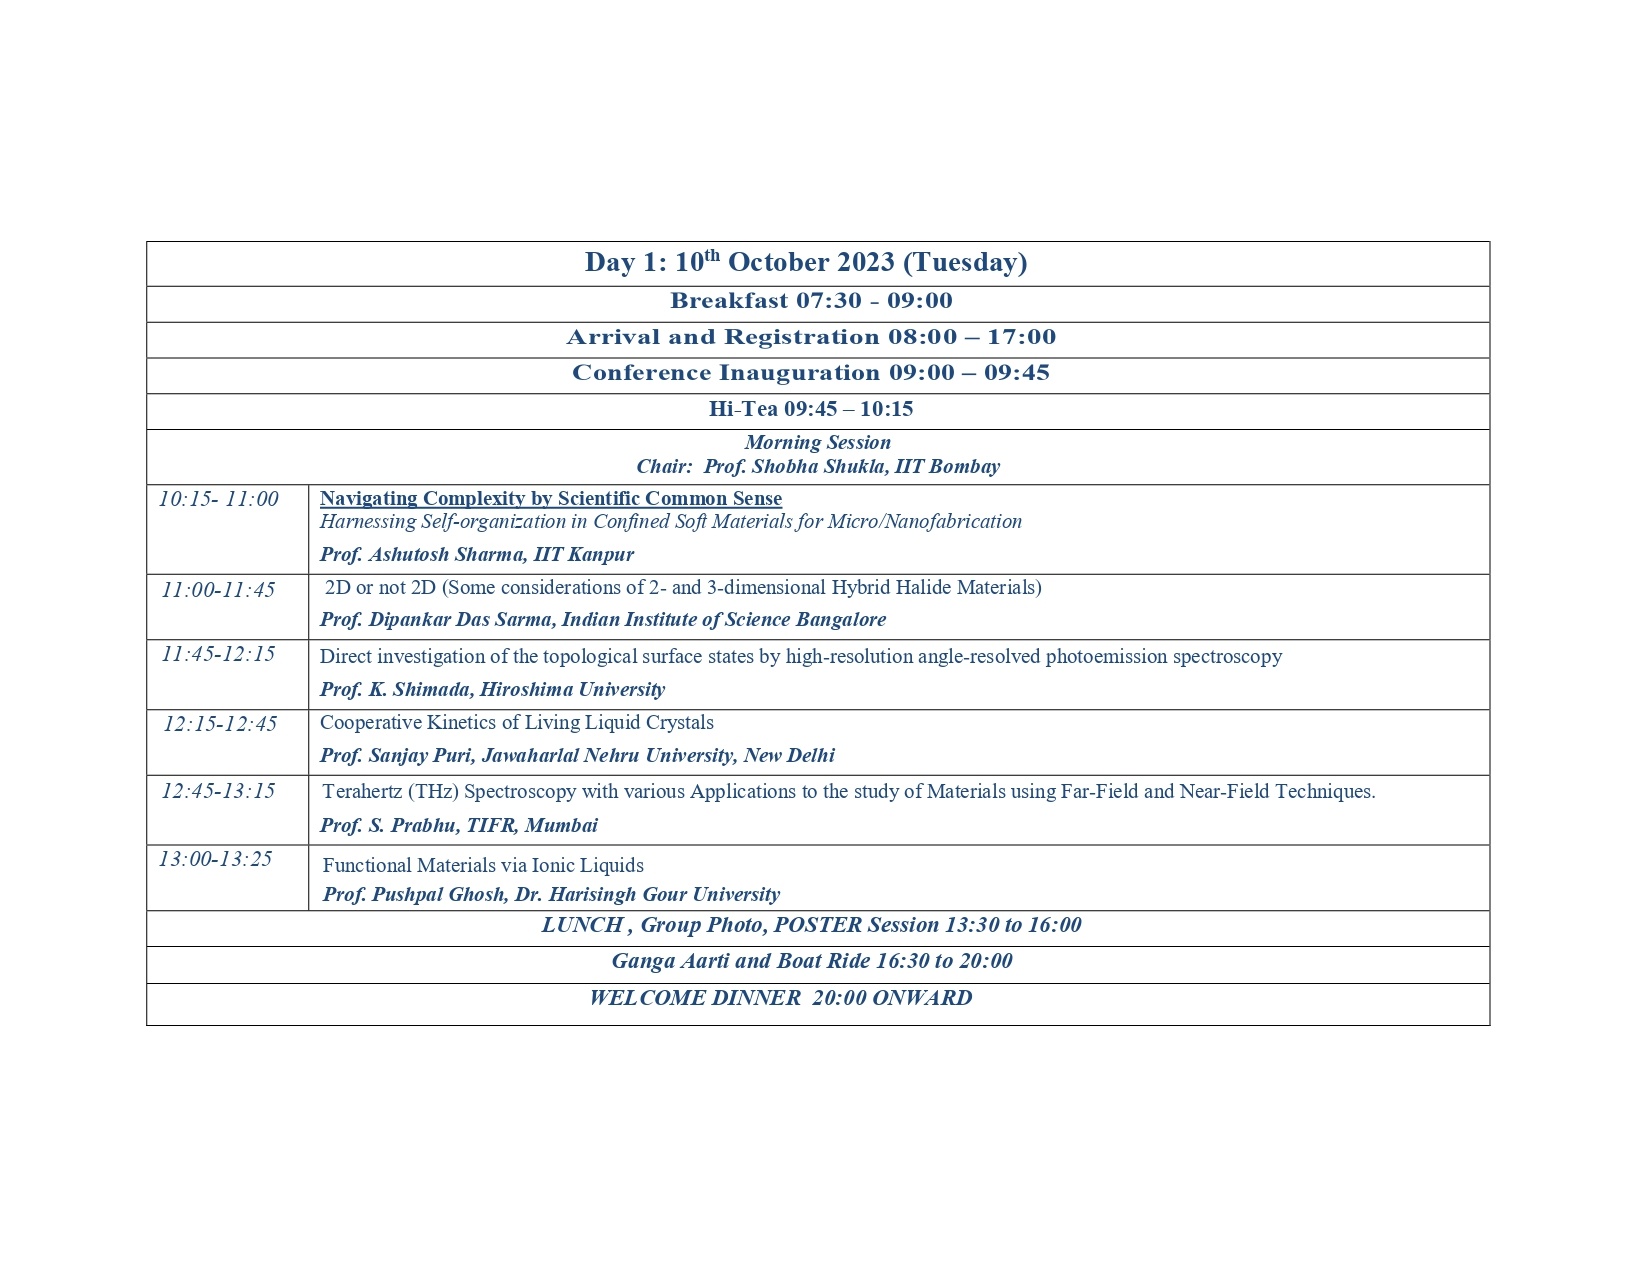 Day 1: 10th October 2023 (Tuesday)
Breakfast 07:30 - 09:00
Arrival and Registration 08:00 – 17:00
Conference Inauguration 09:00 – 09:45
Hi-Tea 09:45 – 10:15
Morning Session
Chair: Prof. Shobha Shukla, IIT Bombay
10:15- 11:00 Navigating Complexity by Scientific Common Sense
Harnessing Self-organization in Confined Soft Materials for Micro/Nanofabrication
Prof. Ashutosh Sharma, IIT Kanpur
11:00-11:45 2D or not 2D (Some considerations of 2- and 3-dimensional Hybrid Halide Materials)
Prof. Dipankar Das Sarma, Indian Institute of Science Bangalore
11:45-12:15 Direct investigation of the topological surface states by high-resolution angle-resolved photoemission spectroscopy
Prof. K. Shimada, Hiroshima University
12:15-12:45 Cooperative Kinetics of Living Liquid Crystals
Prof. Sanjay Puri, Jawaharlal Nehru University, New Delhi
12:45-13:15 Terahertz (THz) Spectroscopy with various Applications to the study of Materials using Far-Field and Near-Field Techniques.
Prof. S. Prabhu, TIFR, Mumbai
13:00-13:25 Functional Materials via Ionic Liquids
Prof. Pushpal Ghosh, Dr. Harisingh Gour University
LUNCH , Group Photo, POSTER Session 13:30 to 16:00
Ganga Aarti and Boat Ride 16:30 to 20:00
WELCOME DINNER 20:00 ONWARD